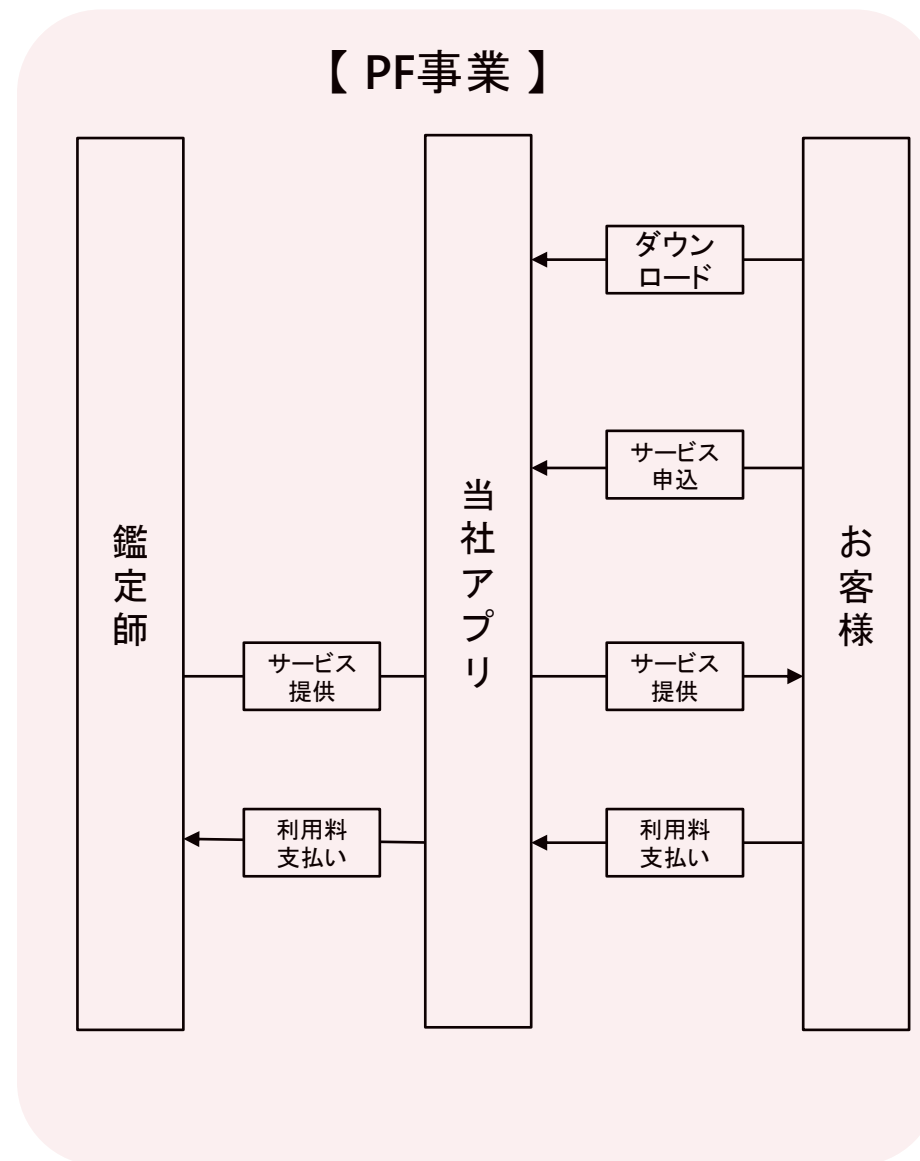 【 PF事業 】
鑑定師
当社アプリ
お客様
ダウン
ロード
サービス
申込
サービス
提供
サービス
提供
利用料
支払い
利用料
支払い